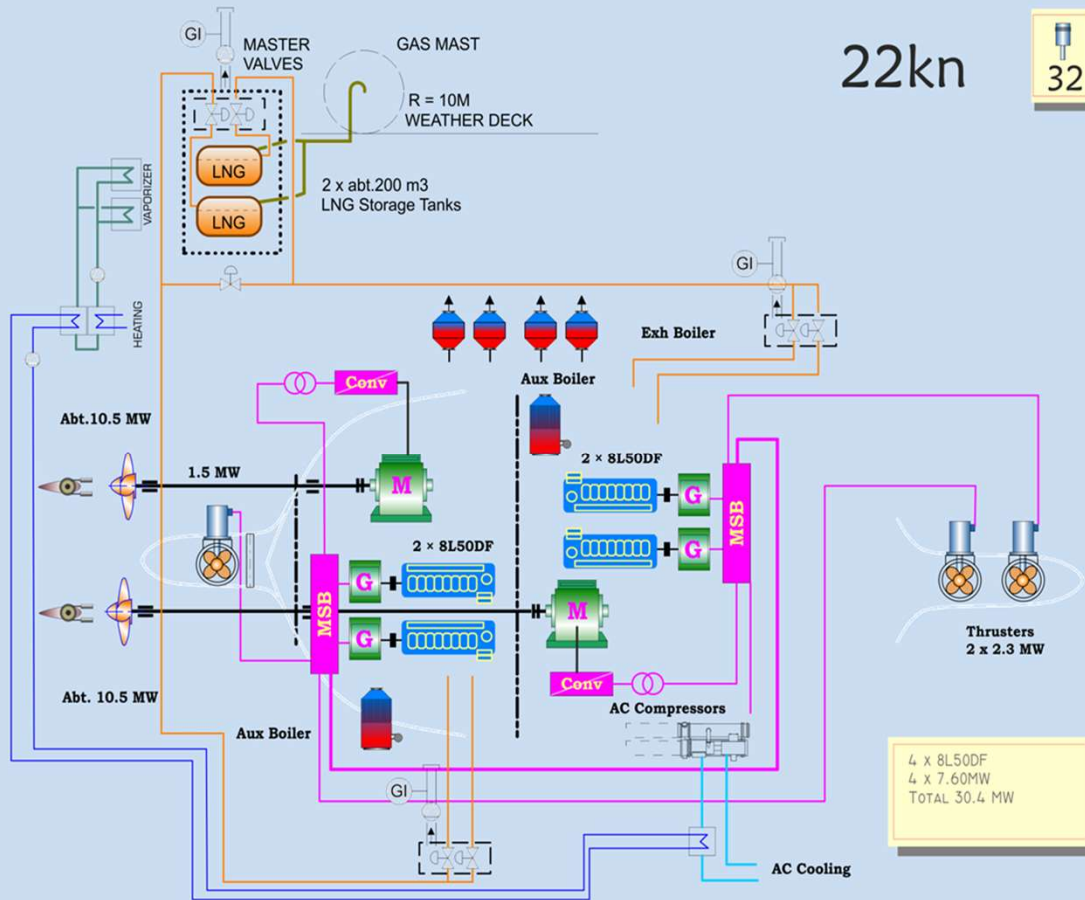 GI
MASTER
VALVES
GAS MAST
22kn
32
R = 10M
WEATHER DECK
LNG
LNG
2 x abt.200 m3
LNG Storage Tanks
VAPORIZER
GI
HEATING
Exh Boiler
Conv
Aux Boiler
Abt.10.5 MW
1.5 MW
M
2 × 8L50DF
G
MSB
2 × 8L50DF
G
G
MSB
G
M
Thrusters
2 x 2.3 MW
Conv
Abt. 10.5 MW
AC Compressors
Aux Boiler
4 x 8L50DF
4 x 7.60MW
TOTAL 30.4 MW
GI
AC Cooling